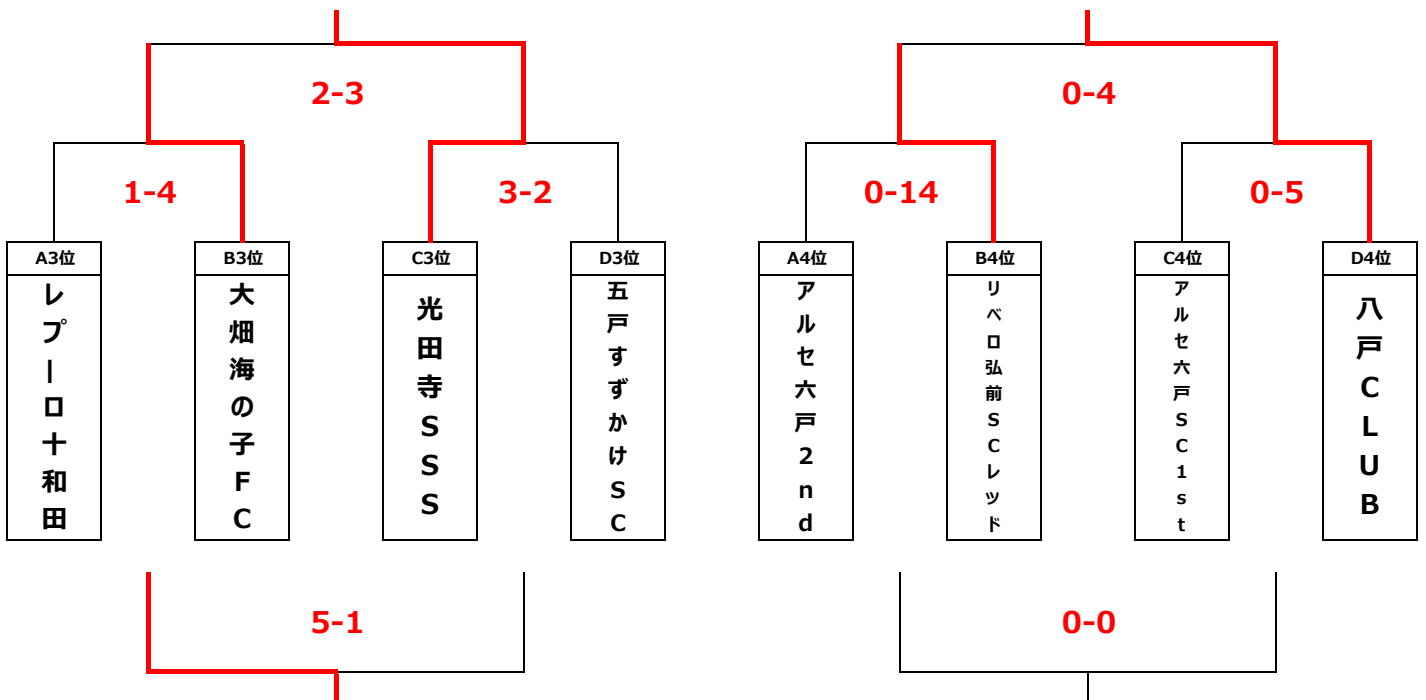 2-3
0-4
1-4
3-2
0-14
0-5
A3位
B3位
C3位
D3位
A4位
B4位
C4位
D4位
レプーロ十和田
大畑海の子FC
光田寺SSS
五戸すずかけSC
アルセ六戸2nd
リベロ弘前SCレッド
アルセ六戸SC1st
八戸CLUB
5-1
0-0